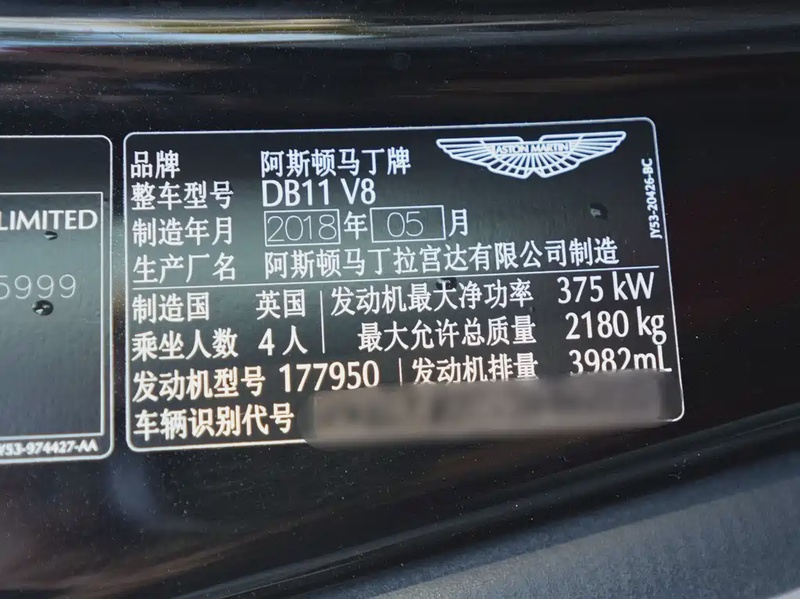 LIMITED
5999
Y53-974427-AA
ASTON MARTIN
品牌 阿斯顿马丁牌
整车型号 DB11 V8
制造年月 2018 年 05 月
生产厂名 阿斯顿马丁拉宫达有限公司制造
制造国 英国 发动机最大净功率 375 kW
乘坐人数 4 人 最大允许总质量 2180 kg
发动机型号 177950 发动机排量 3982mL
车辆识别代号
JY53-20426-BC